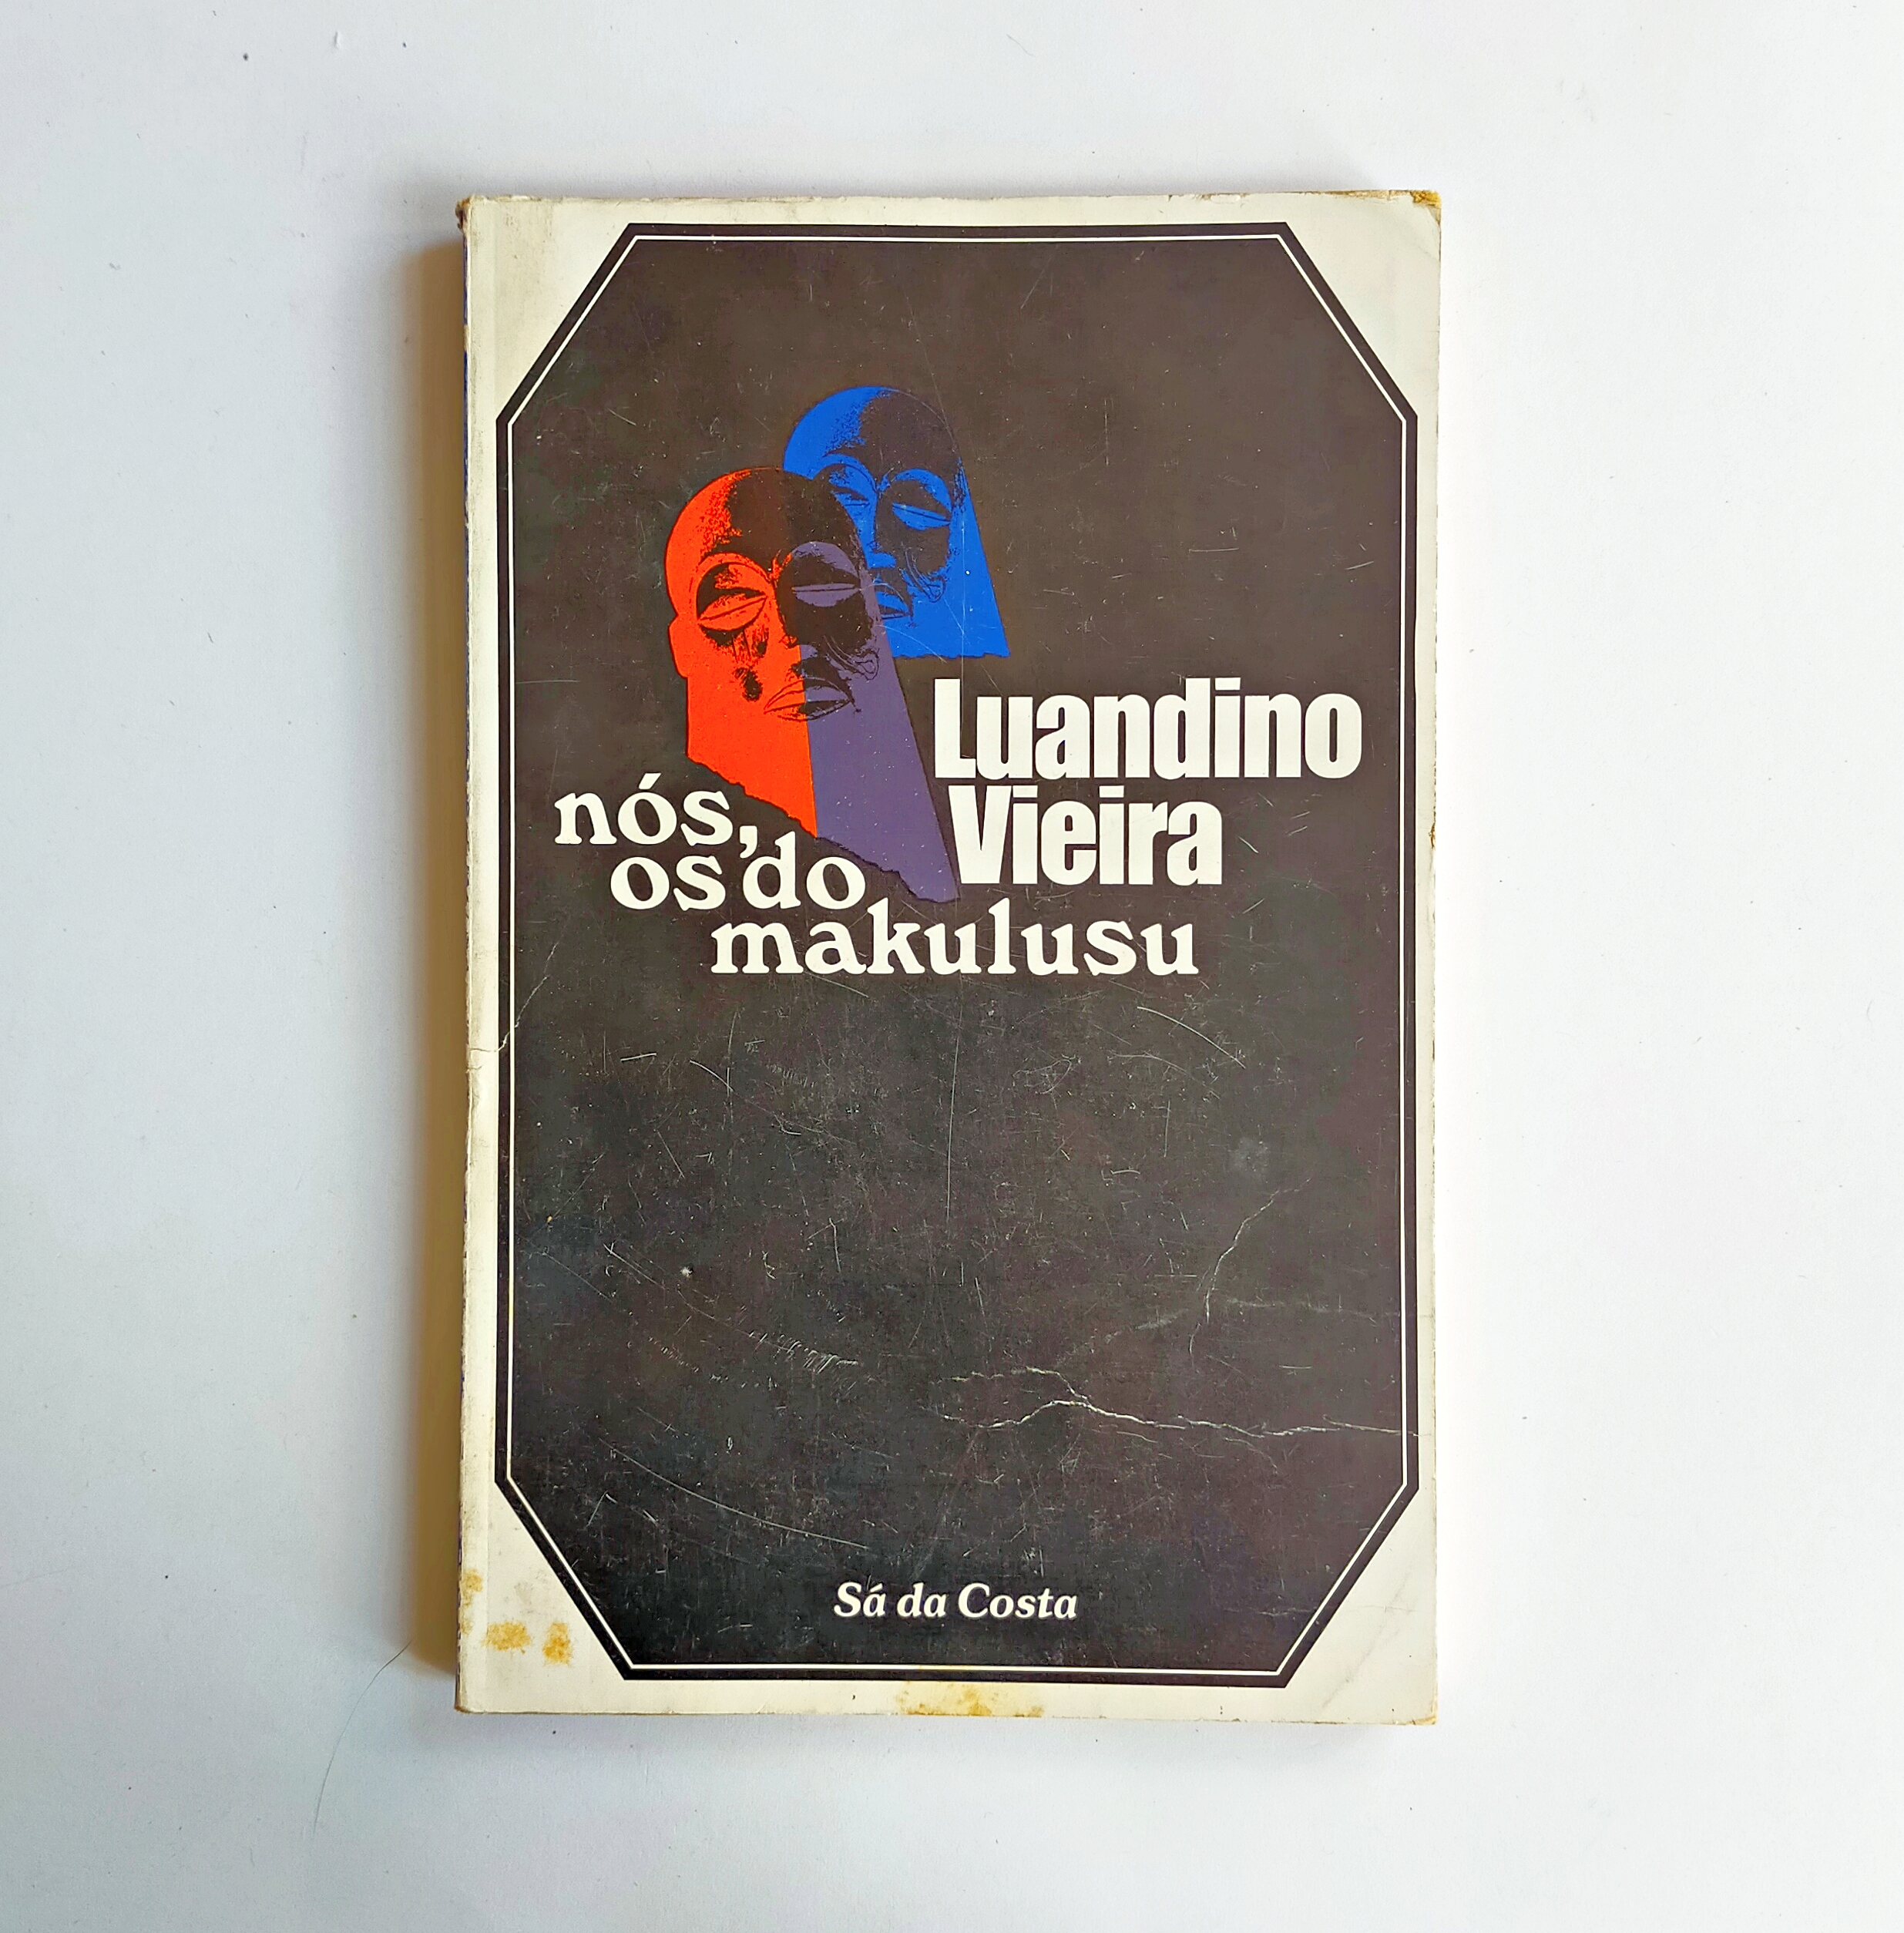 Luandino
Vieira
nós,
os do
makulusu
Sá da Costa